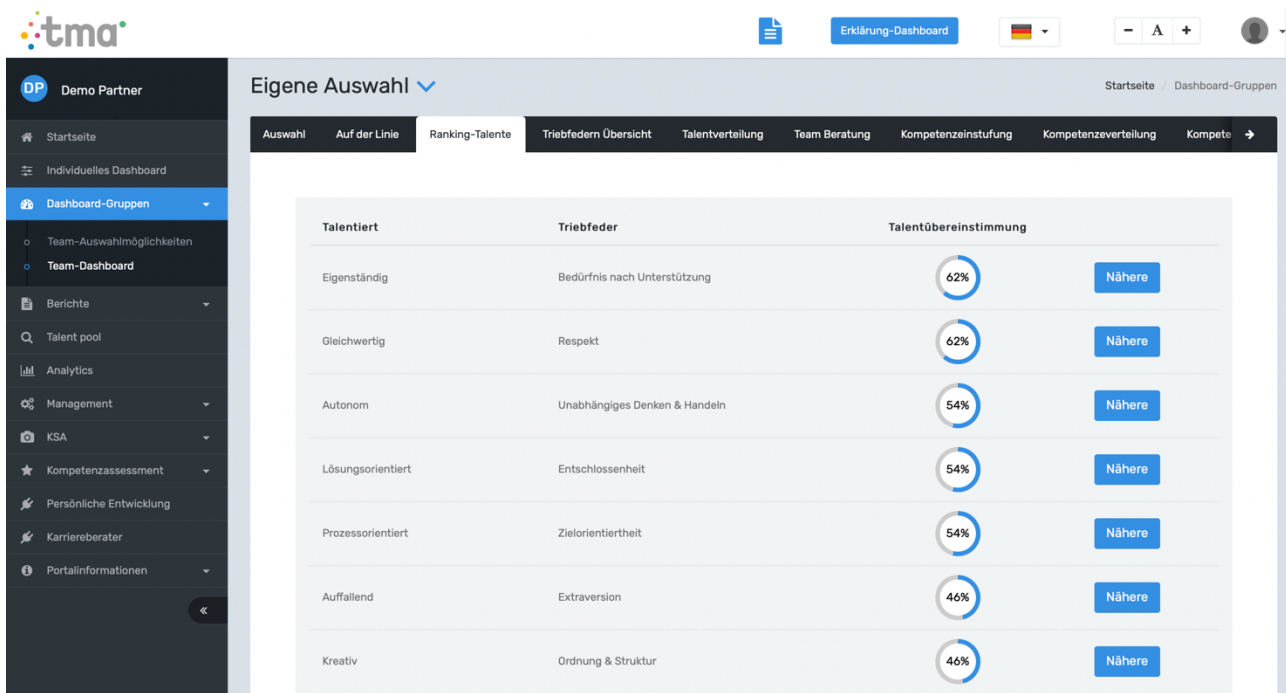 tma
Erklärung-Dashboard
− A +
DP Demo Partner
Eigene Auswahl
Startseite / Dashboard-Gruppen
Startseite
Individuelles Dashboard
Dashboard-Gruppen
Team-Auswahlmöglichkeiten
Team-Dashboard
Berichte
Talent pool
Analytics
Management
KSA
Kompetenzassessment
Persönliche Entwicklung
Karriereberater
Portalinformationen
Auswahl Auf der Linie Ranking-Talente Triebfedern Übersicht Talentverteilung Team Beratung Kompetenzeinstufung Kompetenzeverteilung Kompete
Talentiert Triebfeder Talentübereinstimmung
Eigenständig Bedürfnis nach Unterstützung 62% Nähere
Gleichwertig Respekt 62% Nähere
Autonom Unabhängiges Denken & Handeln 54% Nähere
Lösungsorientiert Entschlossenheit 54% Nähere
Prozessorientiert Zielorientiertheit 54% Nähere
Auffallend Extraversion 46% Nähere
Kreativ Ordnung & Struktur 46% Nähere